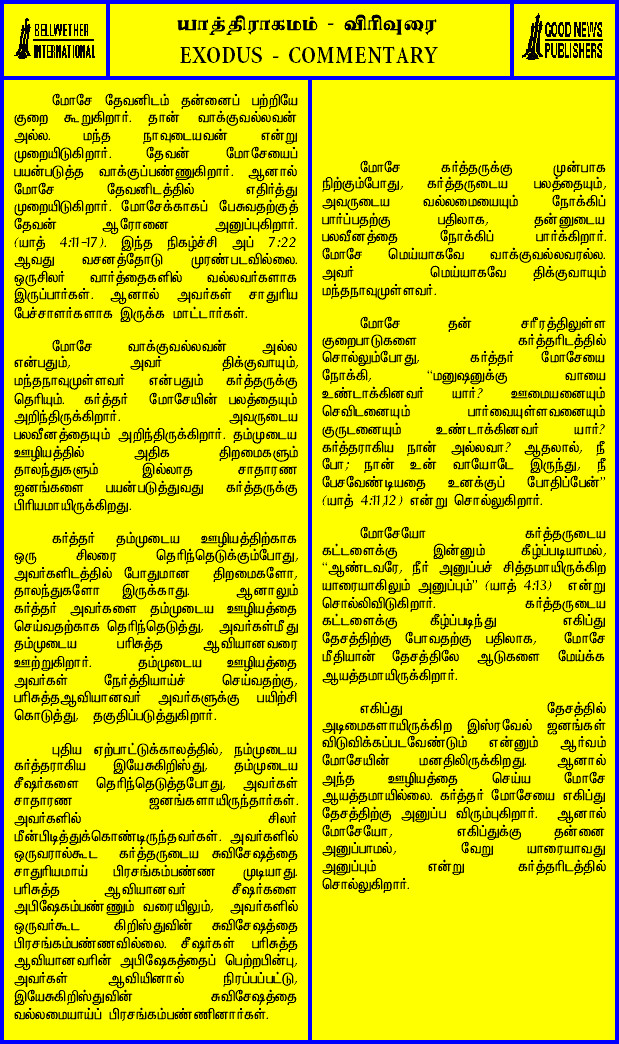 BELLWETHER
INTERNATIONAL
யாத்திராகமம் - விரிவுரை
EXODUS - COMMENTARY
GOOD NEWS
PUBLISHERS
மோசே தேவனிடம் தன்னைப் பற்றியே
குறை கூறுகிறார். தான் வாக்குவல்லவன்
அல்ல. மந்த நாவுடையவன் என்று
முறையிடுகிறார். தேவன் மோசேயைப்
பயன்படுத்த வாக்குப்பண்ணுகிறார். ஆனால்
மோசே தேவனிடத்தில் எதிர்த்து
முறையிடுகிறார். மோசேக்காகப் பேசுவதற்குத்
தேவன் ஆரோனை அனுப்புகிறார்.
(யாத் 4:11-17). இந்த நிகழ்ச்சி அப் 7:22
ஆவது வசனத்தோடு முரண்படவில்லை.
ஒருசிலர் வார்த்தைகளில் வல்லவர்களாக
இருப்பார்கள். ஆனால் அவர்கள் சாதுரிய
பேச்சாளர்களாக இருக்க மாட்டார்கள்.
மோசே வாக்குவல்லவன் அல்ல
என்பதும், அவர் திக்குவாயும்,
மந்தநாவுமுள்ளவர் என்பதும் கர்த்தருக்கு
தெரியும். கர்த்தர் மோசேயின் பலத்தையும்
அறிந்திருக்கிறார். அவருடைய
பலவீனத்தையும் அறிந்திருக்கிறார். தம்முடைய
ஊழியத்தில் அதிக திறமைகளும்
தாலந்துகளும் இல்லாத சாதாரண
ஜனங்களை பயன்படுத்துவது கர்த்தருக்கு
பிரியமாயிருக்கிறது.
கர்த்தர் தம்முடைய ஊழியத்திற்காக
ஒரு சிலரை தெரிந்தெடுக்கும்போது,
அவர்களிடத்தில் போதுமான திறமைகளோ,
தாலந்துகளோ இருக்காது. ஆனாலும்
கர்த்தர் அவர்களை தம்முடைய ஊழியத்தை
செய்வதற்காக தெரிந்தெடுத்து, அவர்கள்மீது
தம்முடைய பரிசுத்த ஆவியானவரை
ஊற்றுகிறார். தம்முடைய ஊழியத்தை
அவர்கள் நேர்த்தியாய்ச் செய்வதற்கு,
பரிசுத்தஆவியானவர் அவர்களுக்கு பயிற்சி
கொடுத்து, தகுதிப்படுத்துகிறார்.
புதிய ஏற்பாட்டுக்காலத்தில், நம்முடைய
கர்த்தராகிய இயேசுகிறிஸ்து, தம்முடைய
சீஷர்களை தெரிந்தெடுத்தபோது, அவர்கள்
சாதாரண ஜனங்களாயிருந்தார்கள்.
அவர்களில் சிலர்
மீன்பிடித்துக்கொண்டிருந்தவர்கள். அவர்களில்
ஒருவரால்கூட கர்த்தருடைய சுவிசேஷத்தை
சாதுரியமாய் பிரசங்கம்பண்ண முடியாது.
பரிசுத்த ஆவியானவர் சீஷர்களை
அபிஷேகம்பண்ணும் வரையிலும், அவர்களில்
ஒருவர்கூட கிறிஸ்துவின் சுவிசேஷத்தை
பிரசங்கம்பண்ணவில்லை. சீஷர்கள் பரிசுத்த
ஆவியானவரின் அபிஷேகத்தைப் பெற்றபின்பு,
அவர்கள் ஆவியினால் நிரப்பப்பட்டு,
இயேசுகிறிஸ்துவின் சுவிசேஷத்தை
வல்லமையாய்ப் பிரசங்கம்பண்ணினார்கள்.
மோசே கர்த்தருக்கு முன்பாக
நிற்கும்போது, கர்த்தருடைய பலத்தையும்,
அவருடைய வல்லமையையும் நோக்கிப்
பார்ப்பதற்கு பதிலாக, தன்னுடைய
பலவீனத்தை நோக்கிப் பார்க்கிறார்.
மோசே மெய்யாகவே வாக்குவல்லவரல்ல.
அவர் மெய்யாகவே திக்குவாயும்
மந்தநாவுமுள்ளவர்.
மோசே தன் சரீரத்திலுள்ள
குறைபாடுகளை கர்த்தரிடத்தில்
சொல்லும்போது, கர்த்தர் மோசேயை
நோக்கி, “மனுஷனுக்கு வாயை
உண்டாக்கினவர் யார்? ஊமையனையும்
செவிடனையும் பார்வையுள்ளவனையும்
குருடனையும் உண்டாக்கினவர் யார்?
கர்த்தராகிய நான் அல்லவா? ஆதலால், நீ
போ; நான் உன் வாயோடே இருந்து, நீ
பேசவேண்டியதை உனக்குப் போதிப்பேன்”
(யாத் 4:11,12) என்று சொல்லுகிறார்.
மோசேயோ கர்த்தருடைய
கட்டளைக்கு இன்னும் கீழ்ப்படியாமல்,
“ஆண்டவரே, நீர் அனுப்பச் சித்தமாயிருக்கிற
யாரையாகிலும் அனுப்பும்” (யாத் 4:13) என்று
சொல்லிவிடுகிறார். கர்த்தருடைய
கட்டளைக்கு கீழ்ப்படிந்து எகிப்து
தேசத்திற்கு போவதற்கு பதிலாக, மோசே
மீதியான் தேசத்திலே ஆடுகளை மேய்க்க
ஆயத்தமாயிருக்கிறார்.
எகிப்து தேசத்தில்
அடிமைகளாயிருக்கிற இஸ்ரவேல் ஜனங்கள்
விடுவிக்கப்படவேண்டும் என்னும் ஆர்வம்
மோசேயின் மனதிலிருக்கிறது. ஆனால்
அந்த ஊழியத்தை செய்ய மோசே
ஆயத்தமாயில்லை. கர்த்தர் மோசேயை எகிப்து
தேசத்திற்கு அனுப்ப விரும்புகிறார். ஆனால்
மோசேயோ, எகிப்துக்கு தன்னை
அனுப்பாமல், வேறு யாரையாவது
அனுப்பும் என்று கர்த்தரிடத்தில்
சொல்லுகிறார்.